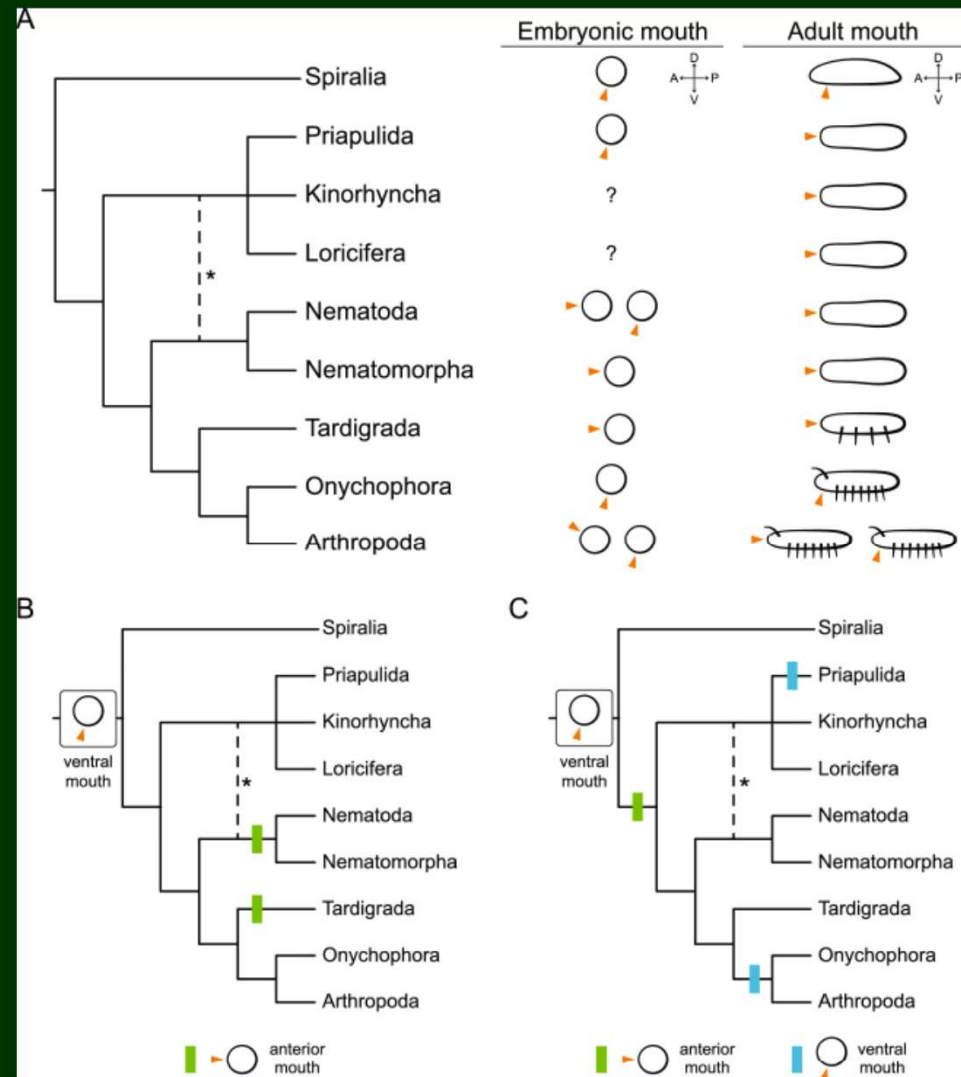 A
Embryonic mouth
Adult mouth
D
A P
V
D
A P
V
Spiralia
Priapulida
Kinorhyncha
?
Loricifera
?
*
Nematoda
Nematomorpha
Tardigrada
Onychophora
Arthropoda
B
Spiralia
Priapulida
Kinorhyncha
Loricifera
Nematoda
Nematomorpha
Tardigrada
Onychophora
Arthropoda
ventral
mouth
*
anterior
mouth
C
Spiralia
Priapulida
Kinorhyncha
Loricifera
Nematoda
Nematomorpha
Tardigrada
Onychophora
Arthropoda
ventral
mouth
*
anterior
mouth
ventral
mouth